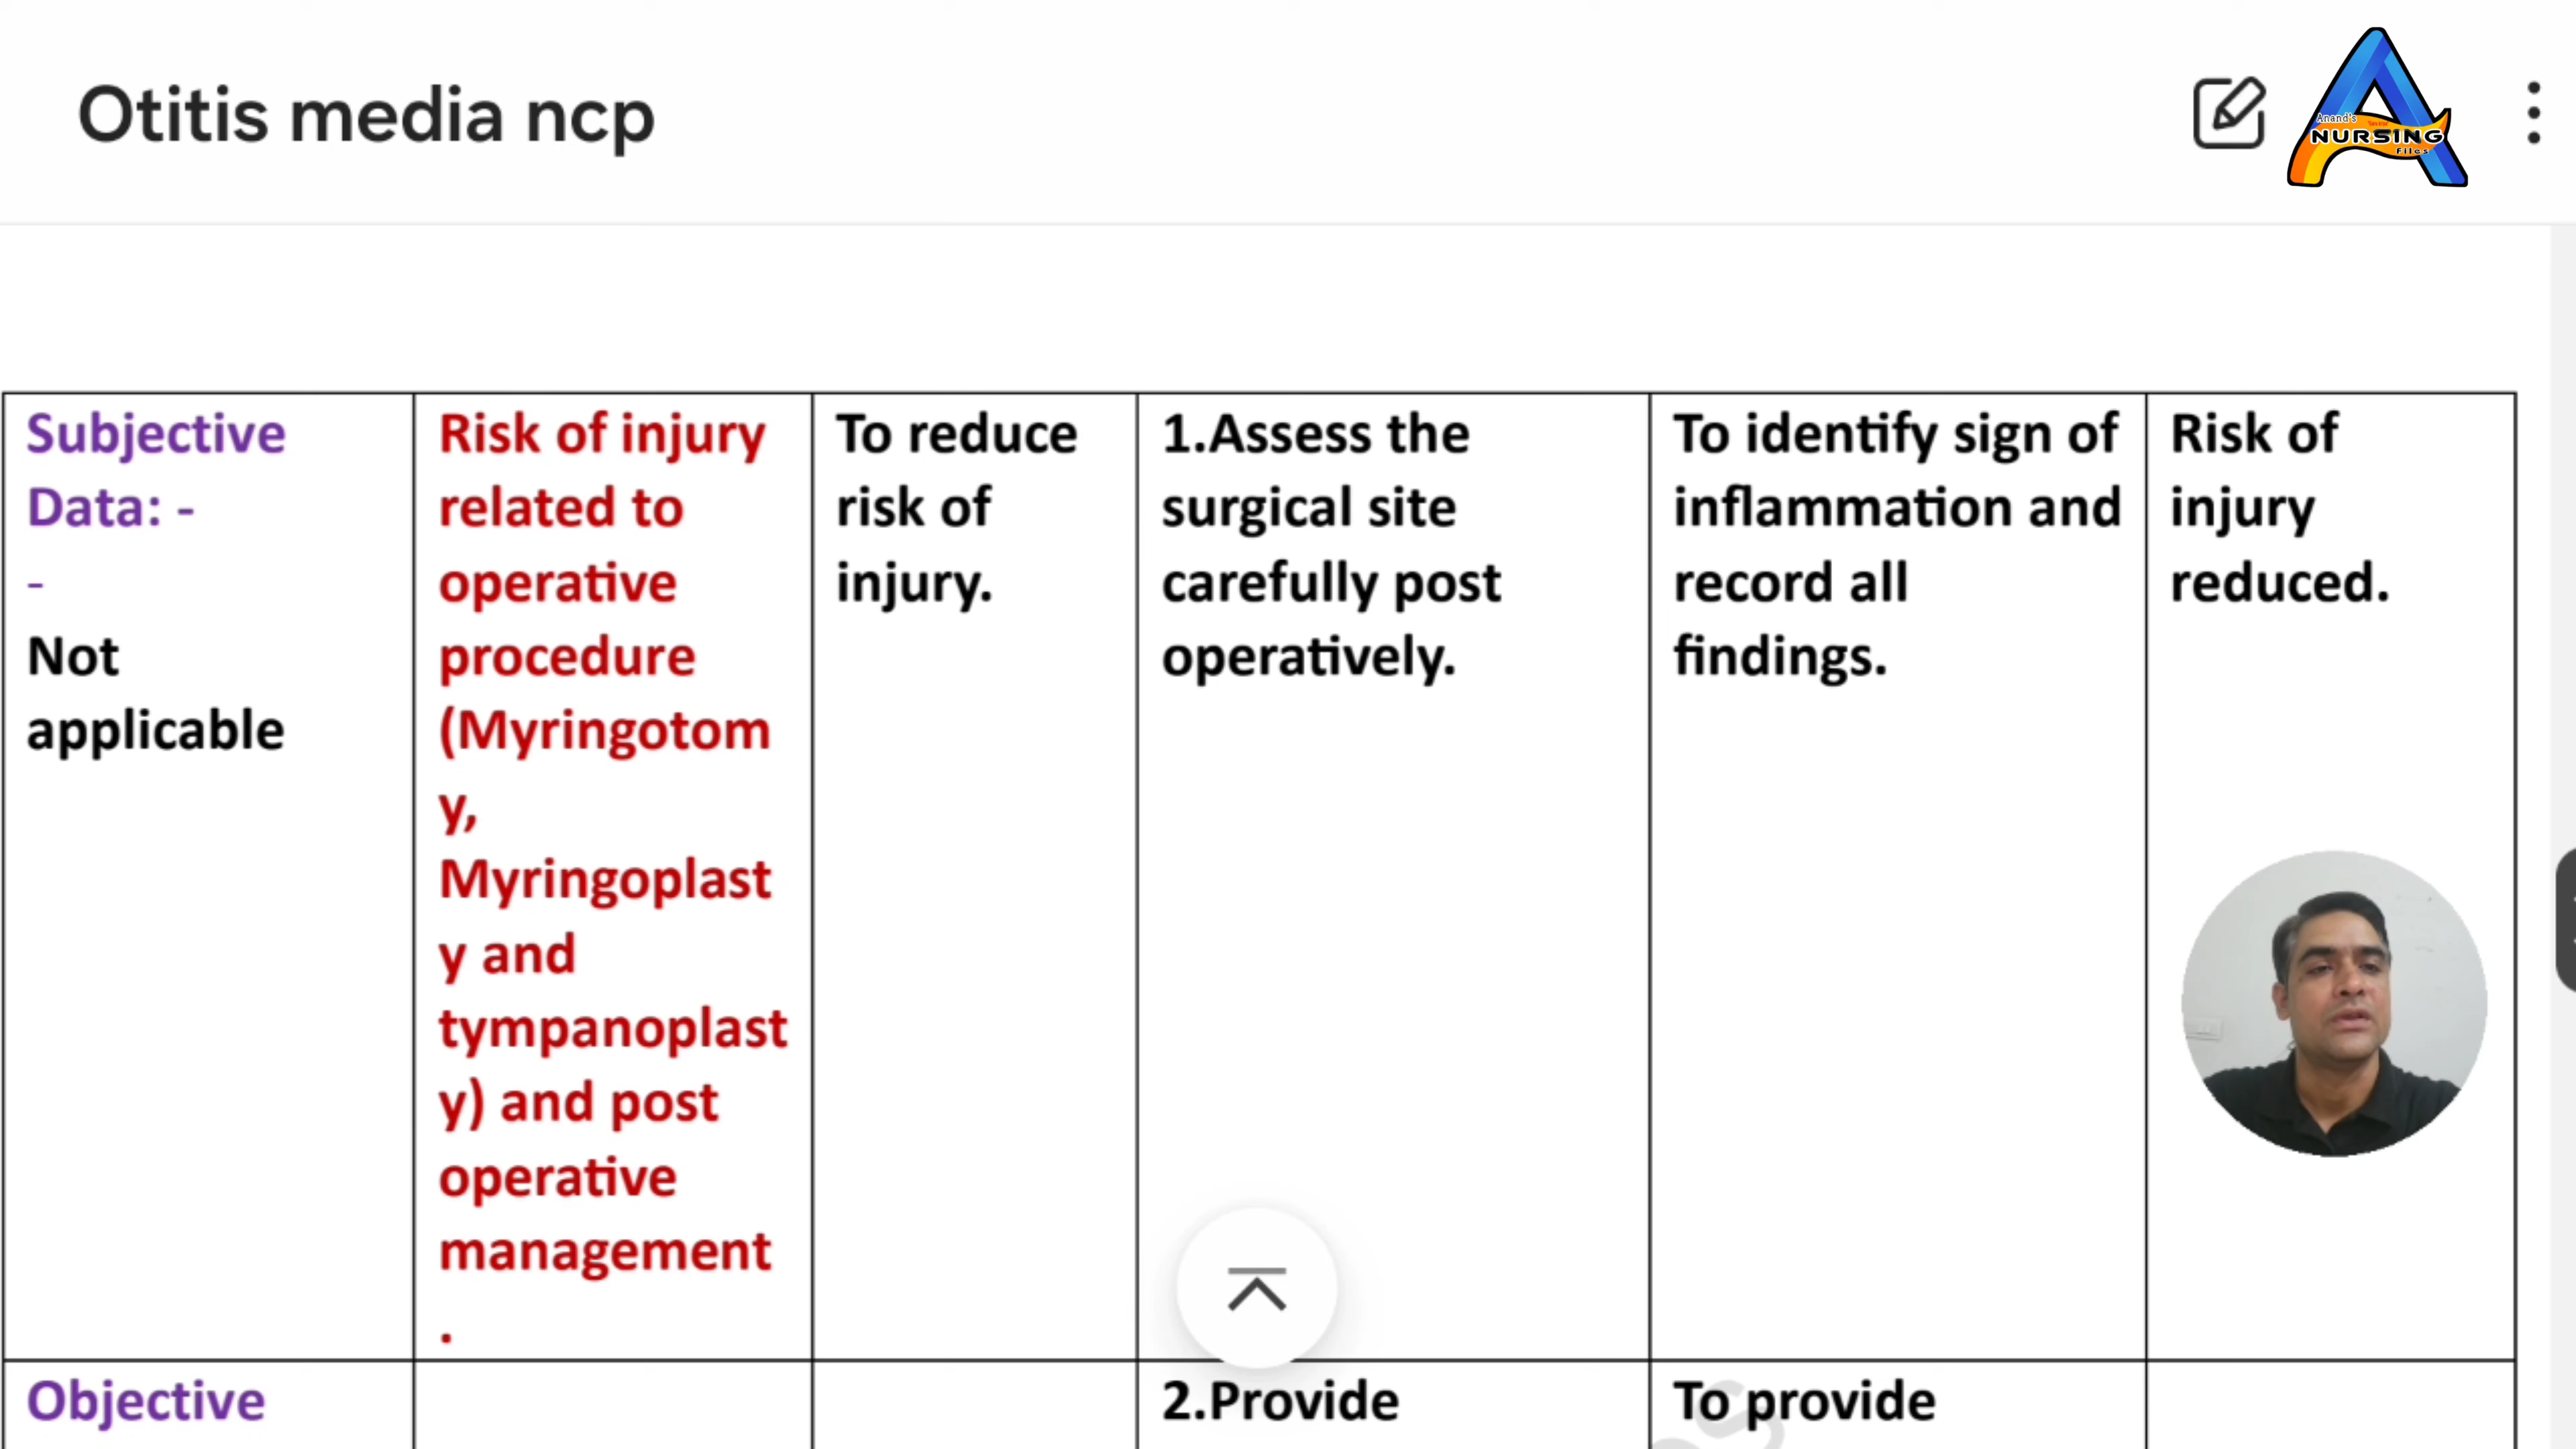 Otitis media ncp
Anand's
NURSING
Files
Subjective
Data: -
-
Not
applicable
Risk of injury
related to
operative
procedure
(Myringotom
y,
Myringoplast
y and
tympanoplast
y) and post
operative
management
.
To reduce
risk of
injury.
1.Assess the
surgical site
carefully post
operatively.
To identify sign of
inflammation and
record all
findings.
Risk of
injury
reduced.
Objective
2.Provide
To provide